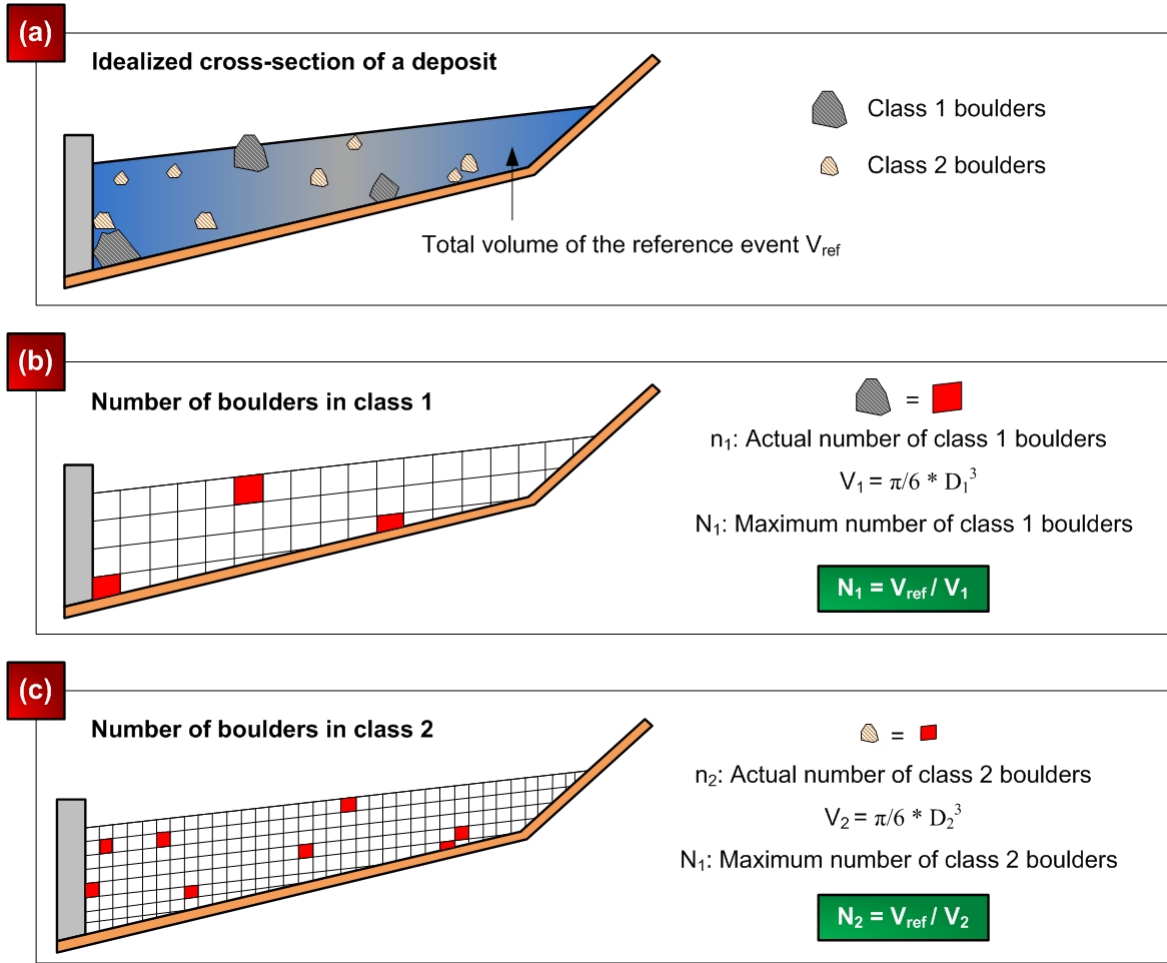 (a)
Idealized cross-section of a deposit
Class 1 boulders
Class 2 boulders
Total volume of the reference event V_ref
(b)
Number of boulders in class 1
=
n₁: Actual number of class 1 boulders
V₁ = π/6 * D₁³
N₁: Maximum number of class 1 boulders
N₁ = V_ref / V₁
(c)
Number of boulders in class 2
=
n₂: Actual number of class 2 boulders
V₂ = π/6 * D₂³
N₁: Maximum number of class 2 boulders
N₂ = V_ref / V₂